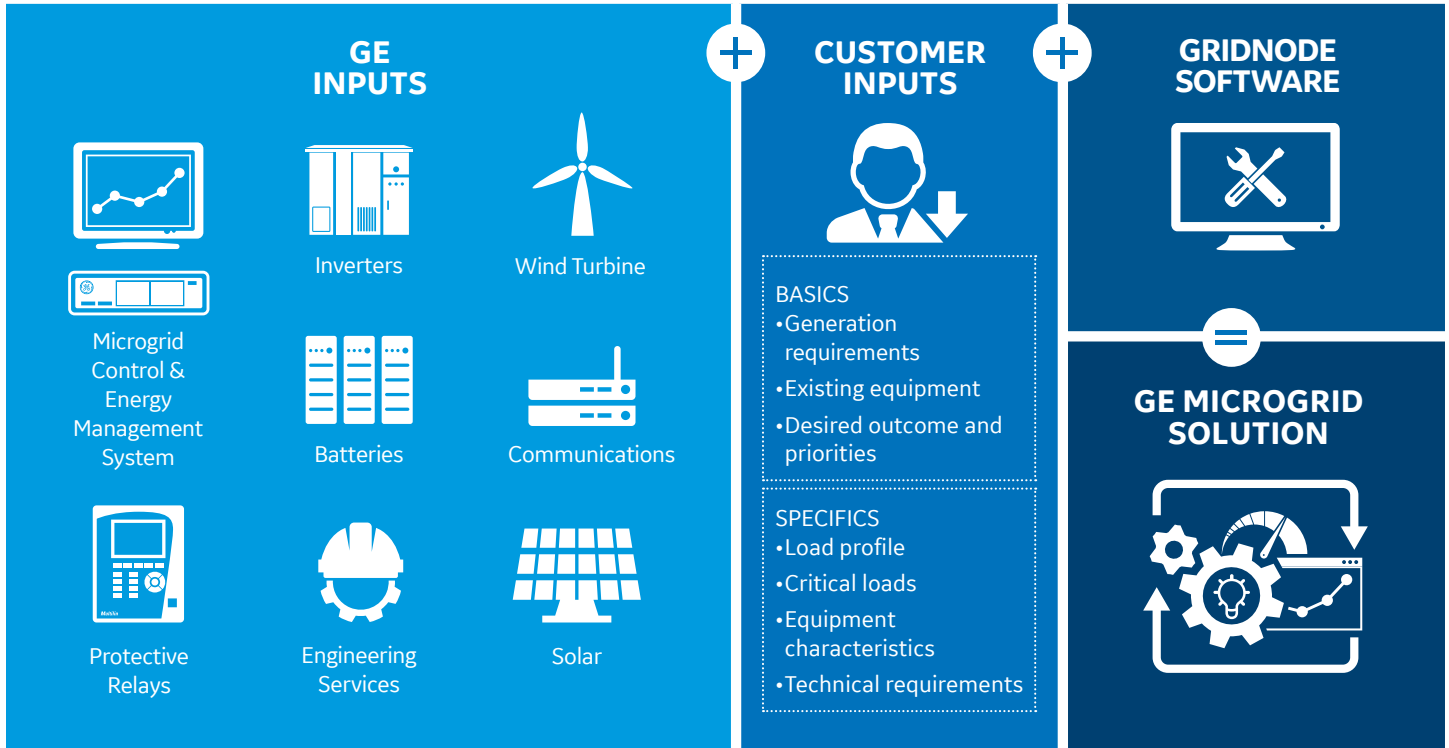 GE
INPUTS
Inverters
Wind Turbine
Microgrid
Control &
Energy
Management
System
Batteries
Communications
Protective
Relays
Engineering
Services
Solar
+
CUSTOMER
INPUTS
BASICS
•Generation
requirements
•Existing equipment
•Desired outcome and
priorities
SPECIFICS
•Load profile
•Critical loads
•Equipment
characteristics
•Technical requirements
+
GRIDNODE
SOFTWARE
=
GE MICROGRID
SOLUTION